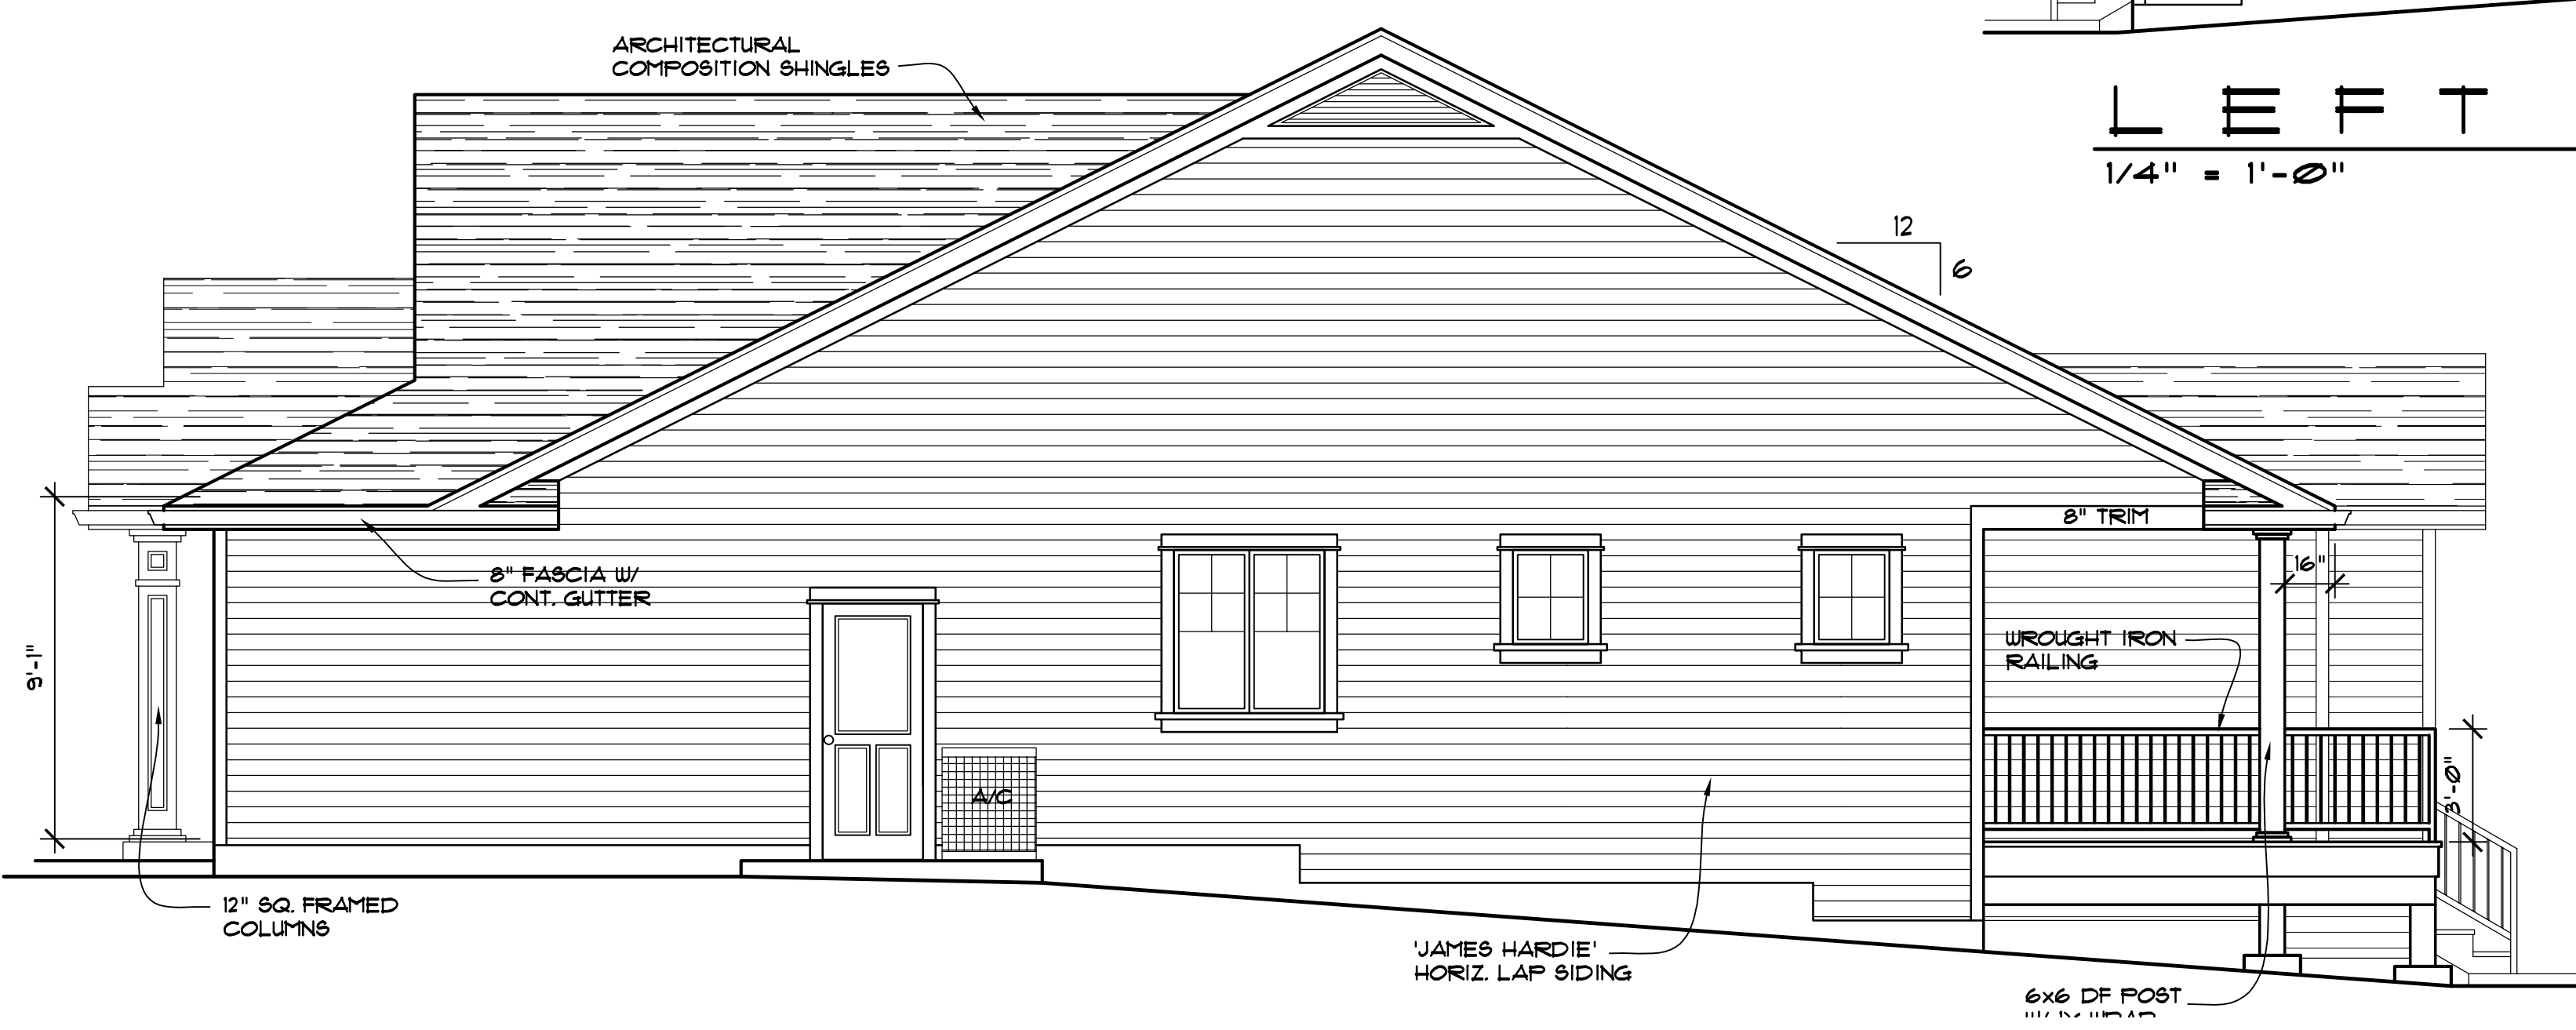 ARCHITECTURAL
COMPOSITION SHINGLES
LEFT
1/4" = 1'-0"
12
6
8" TRIM
16"
8" FASCIA W/
CONT. GUTTER
9'-1"
WROUGHT IRON
RAILING
3'-0"
A/C
12" SQ. FRAMED
COLUMNS
'JAMES HARDIE'
HORIZ. LAP SIDING
6x6 DF POST